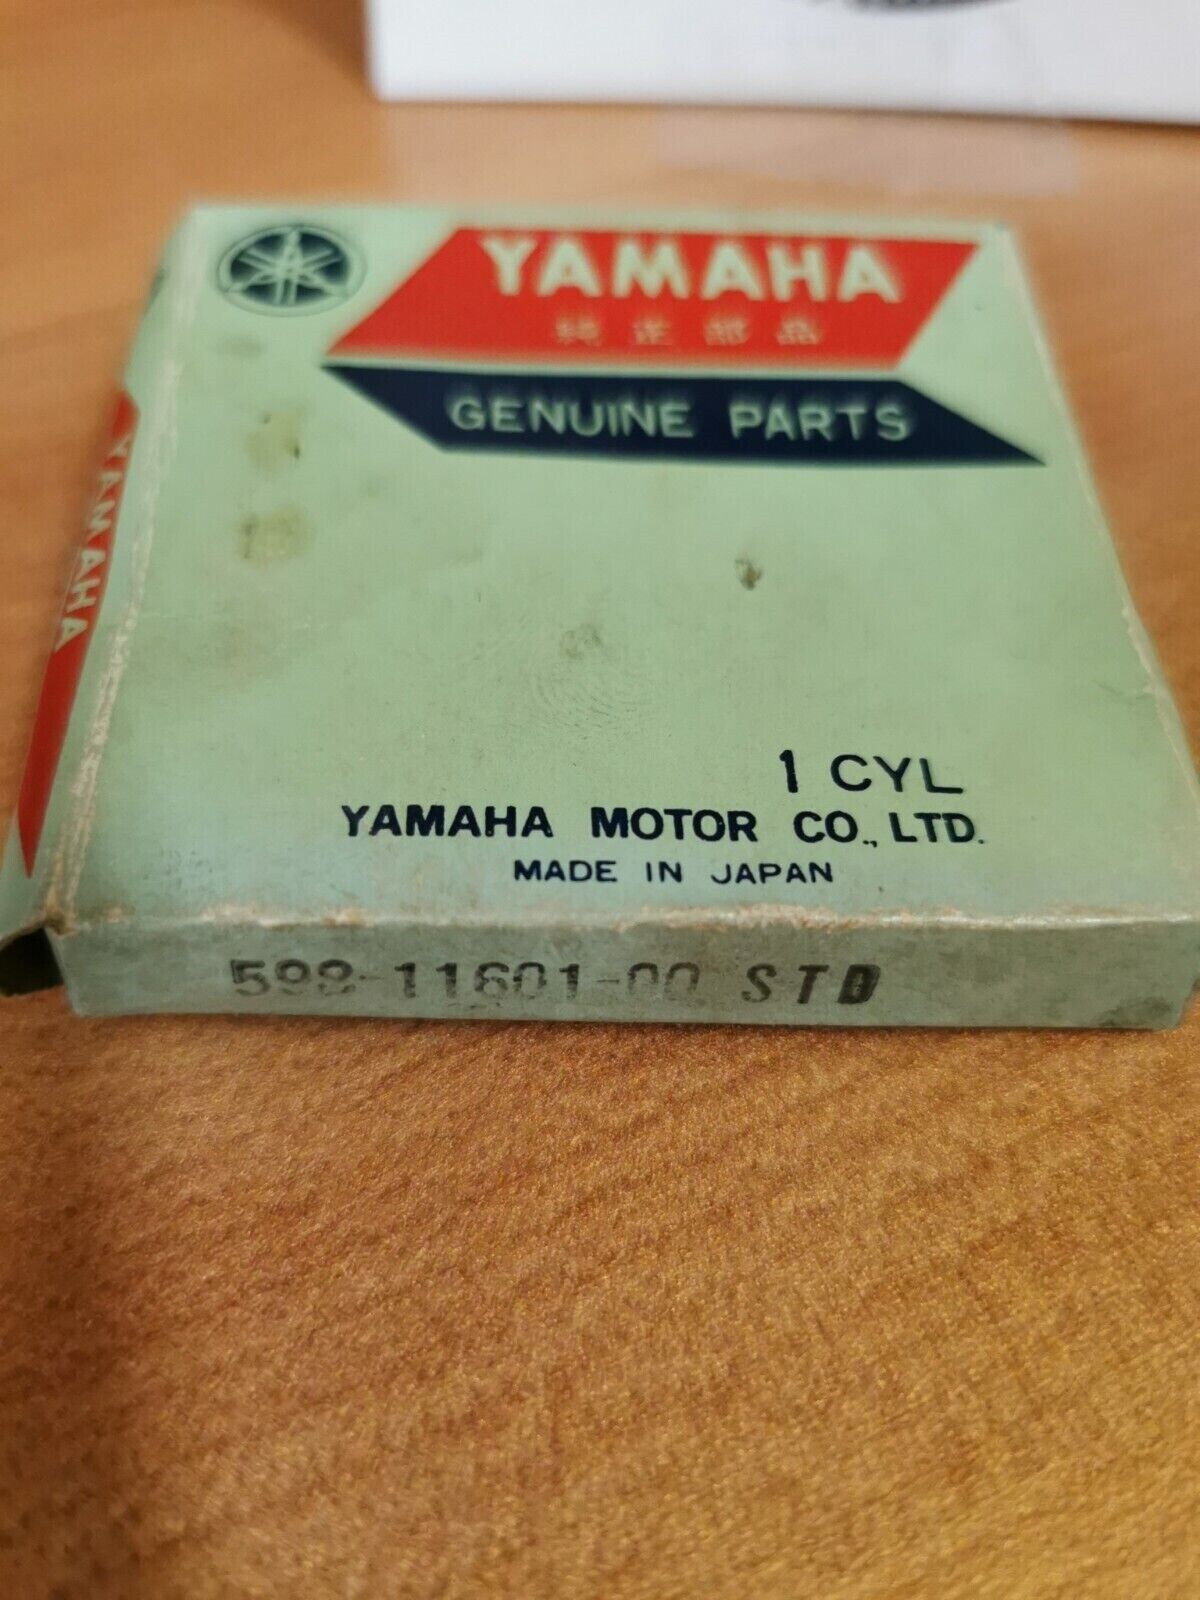 YAMAHA
純正部品
GENUINE PARTS
YAMAHA
1 CYL
YAMAHA MOTOR CO., LTD.
MADE IN JAPAN
598-11601-00 STD